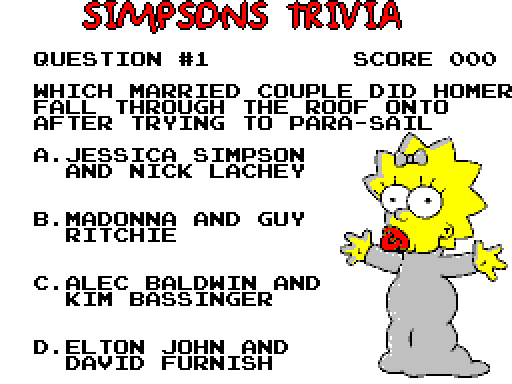 SIMPSONS TRIVIA
QUESTION #1 SCORE 000
WHICH MARRIED COUPLE DID HOMER
FALL THROUGH THE ROOF ONTO
AFTER TRYING TO PARA-SAIL
A.JESSICA SIMPSON
AND NICK LACHEY
B.MADONNA AND GUY
RITCHIE
C.ALEC BALDWIN AND
KIM BASSINGER
D.ELTON JOHN AND
DAVID FURNISH